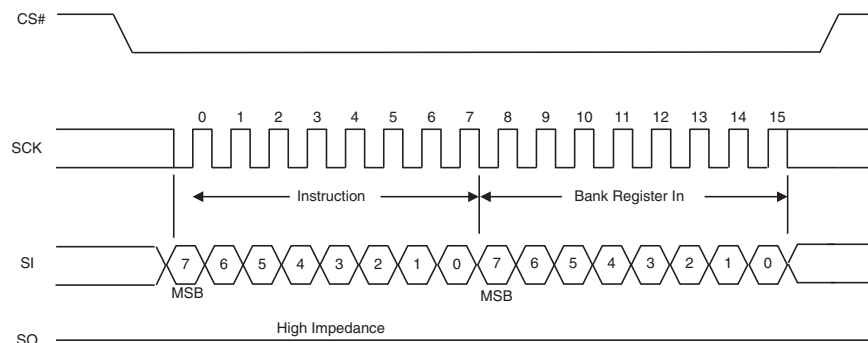 CS#
0 1 2 3 4 5 6 7 8 9 10 11 12 13 14 15
SCK
Instruction Bank Register In
SI 7 6 5 4 3 2 1 0 7 6 5 4 3 2 1 0
MSB MSB
High Impedance
SO